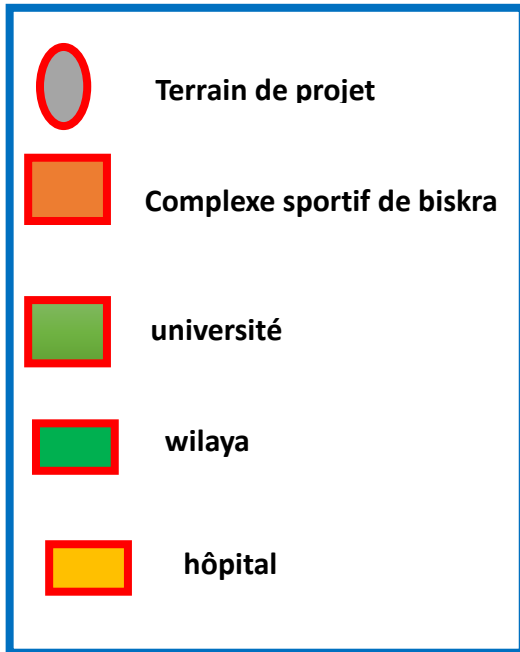 Terrain de projet
Complexe sportif de biskra
université
wilaya
hôpital